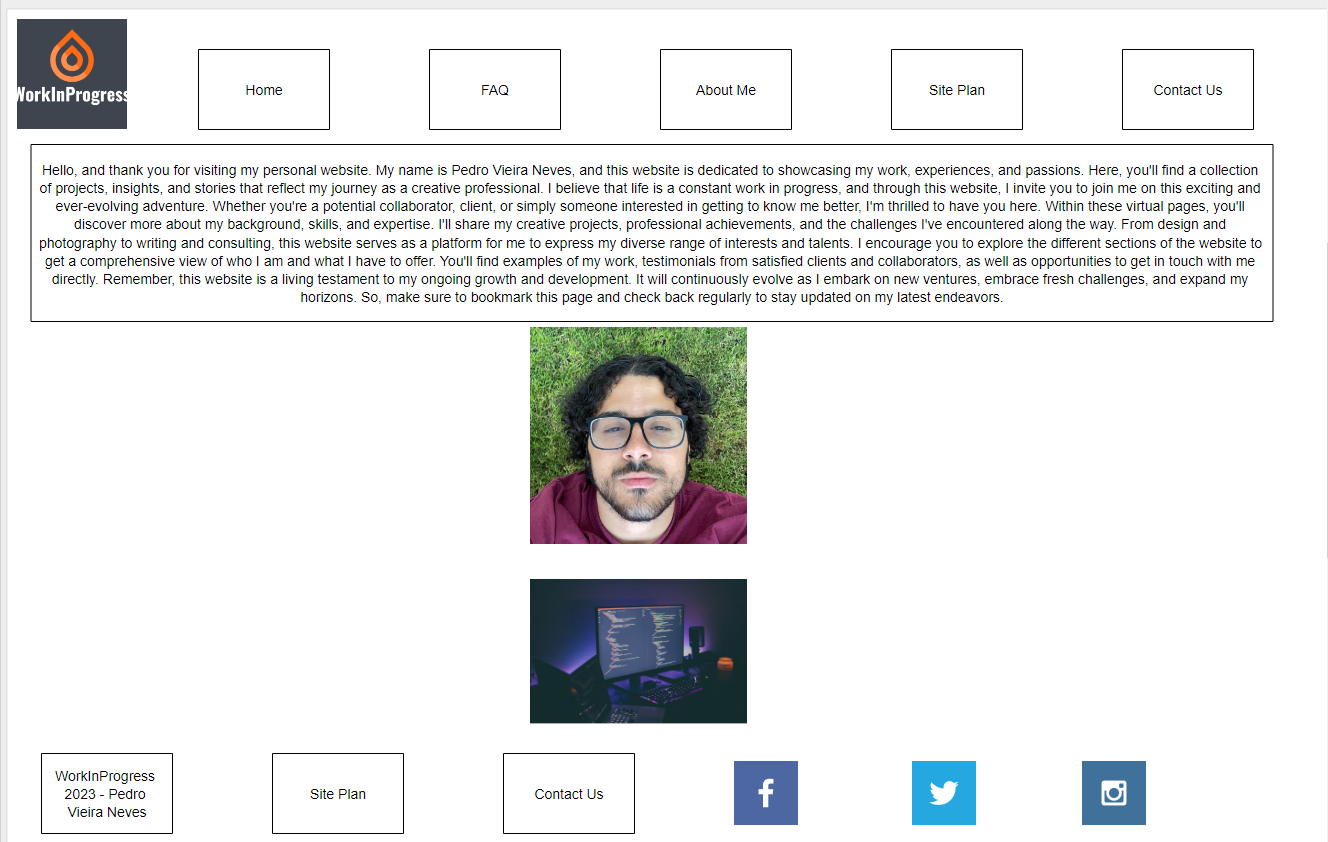 WorkInProgress
Home
FAQ
About Me
Site Plan
Contact Us
Hello, and thank you for visiting my personal website. My name is Pedro Vieira Neves, and this website is dedicated to showcasing my work, experiences, and passions. Here, you'll find a collection
of projects, insights, and stories that reflect my journey as a creative professional. I believe that life is a constant work in progress, and through this website, I invite you to join me on this exciting and
ever-evolving adventure. Whether you're a potential collaborator, client, or simply someone interested in getting to know me better, I'm thrilled to have you here. Within these virtual pages, you'll
discover more about my background, skills, and expertise. I'll share my creative projects, professional achievements, and the challenges I've encountered along the way. From design and
photography to writing and consulting, this website serves as a platform for me to express my diverse range of interests and talents. I encourage you to explore the different sections of the website to
get a comprehensive view of who I am and what I have to offer. You'll find examples of my work, testimonials from satisfied clients and collaborators, as well as opportunities to get in touch with me
directly. Remember, this website is a living testament to my ongoing growth and development. It will continuously evolve as I embark on new ventures, embrace fresh challenges, and expand my
horizons. So, make sure to bookmark this page and check back regularly to stay updated on my latest endeavors.
WorkInProgress
2023 - Pedro
Vieira Neves
Site Plan
Contact Us